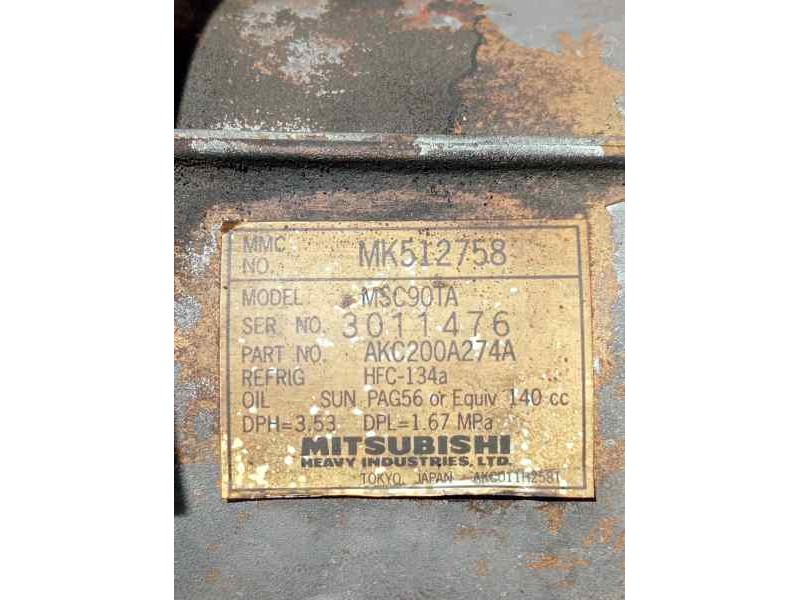 MMC NO. MK512758
MODEL MSC90TA
SER NO. 3011476
PART NO. AKC200A274A
REFRIG HFC-134a
OIL SUN PAG56 or Equiv 140 cc
DPH=3.53 DPL=1.67 MPa
MITSUBISHI
HEAVY INDUSTRIES, LTD.
TOKYO, JAPAN AKC011H258T